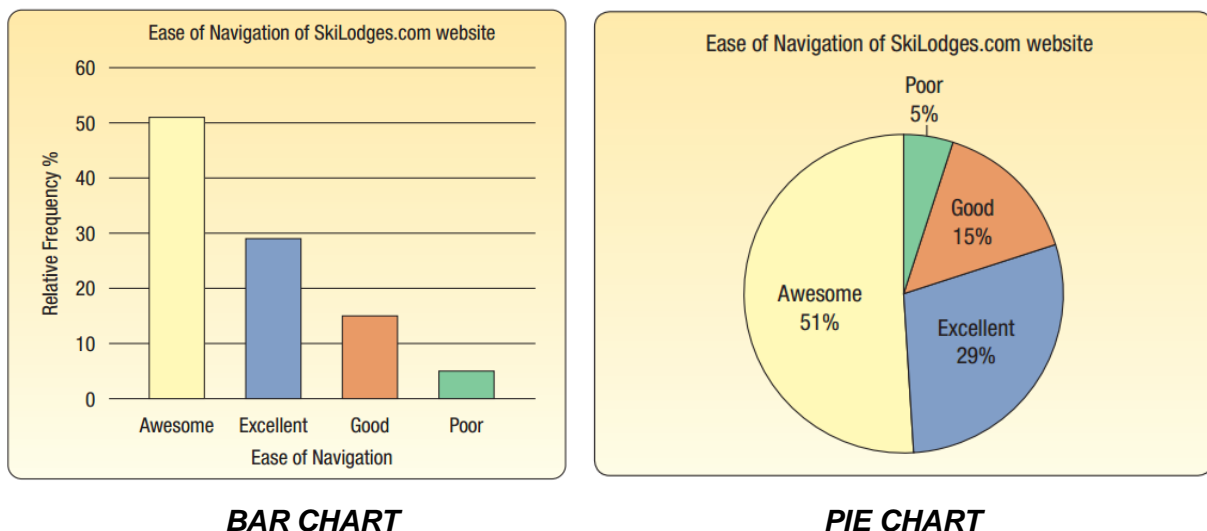 Ease of Navigation of SkiLodges.com website
60
50
40
30
20
10
0
Relative Frequency %
Awesome Excellent Good Poor
Ease of Navigation
BAR CHART
Ease of Navigation of SkiLodges.com website
Poor
5%
Good
15%
Excellent
29%
Awesome
51%
PIE CHART